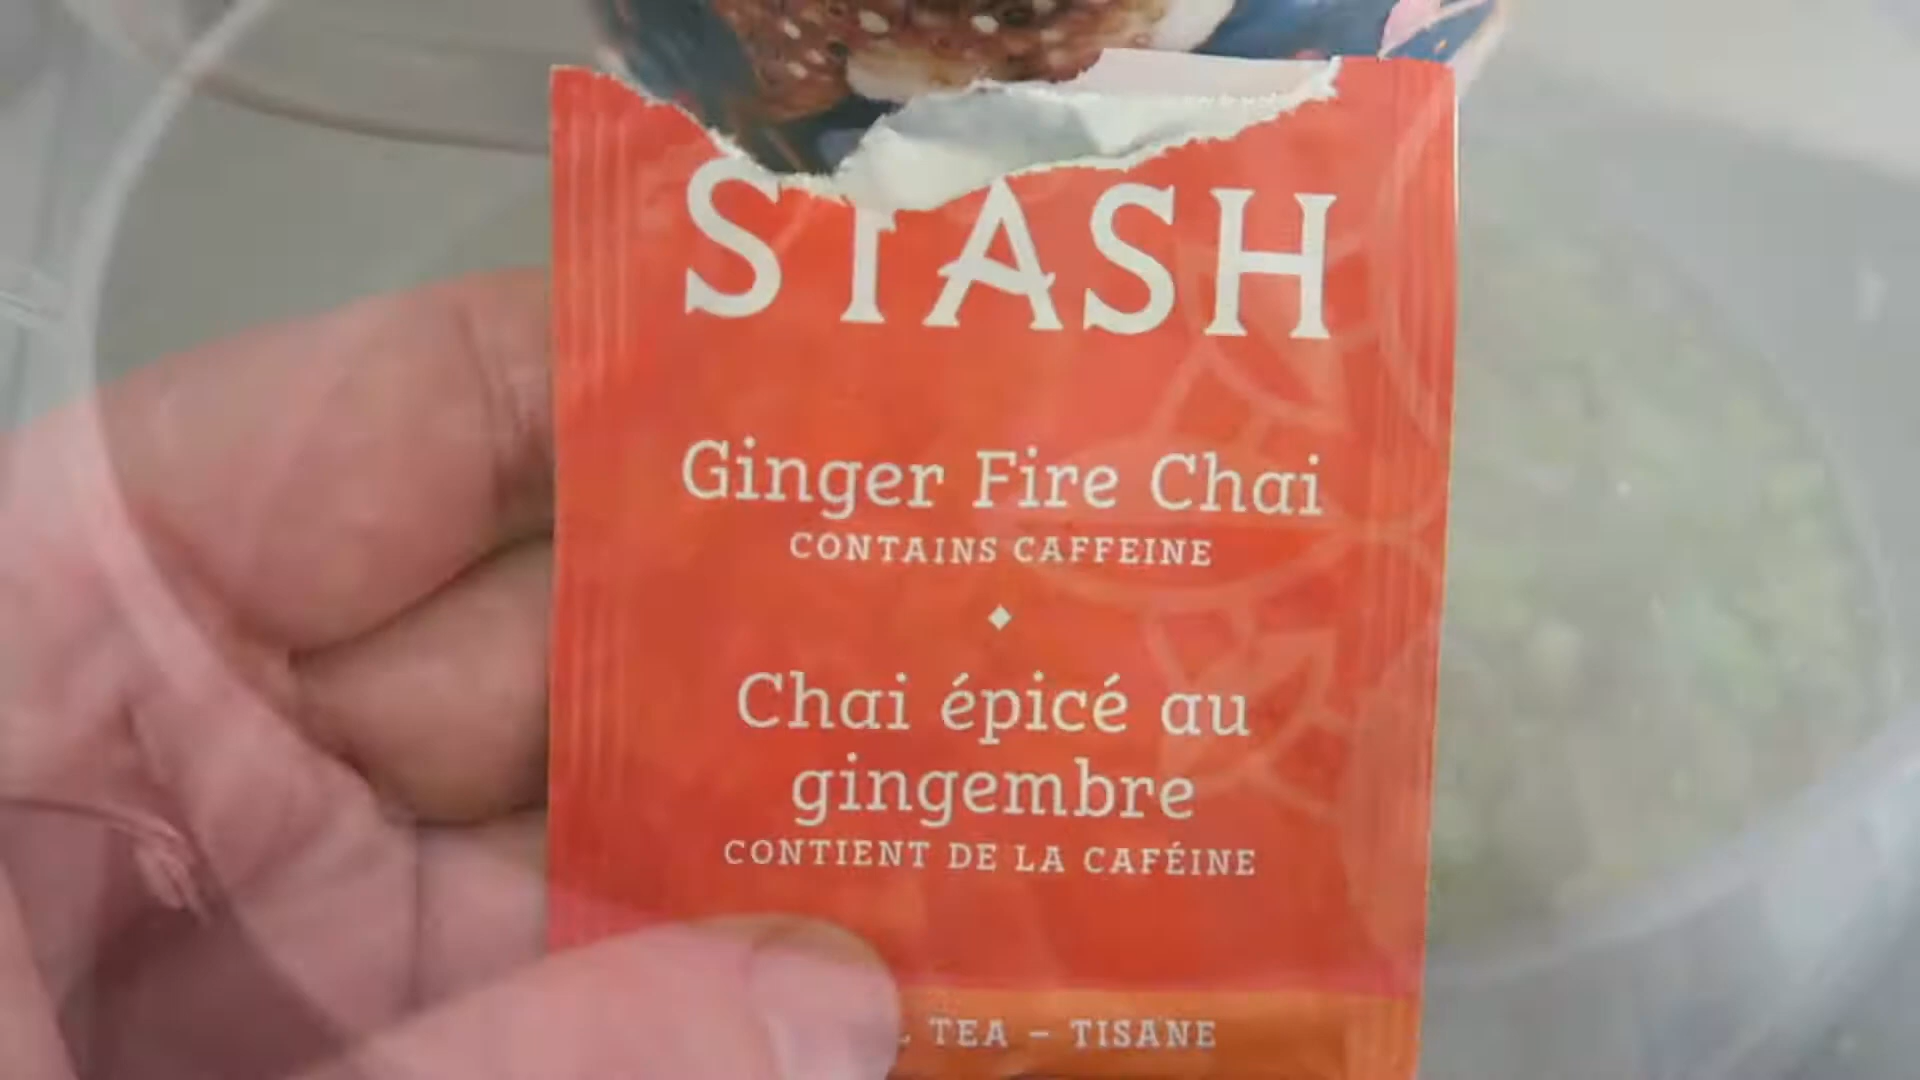 STASH
Ginger Fire Chai
CONTAINS CAFFEINE
Chai épicé au
gingembre
CONTIENT DE LA CAFÉINE
TEA – TISANE